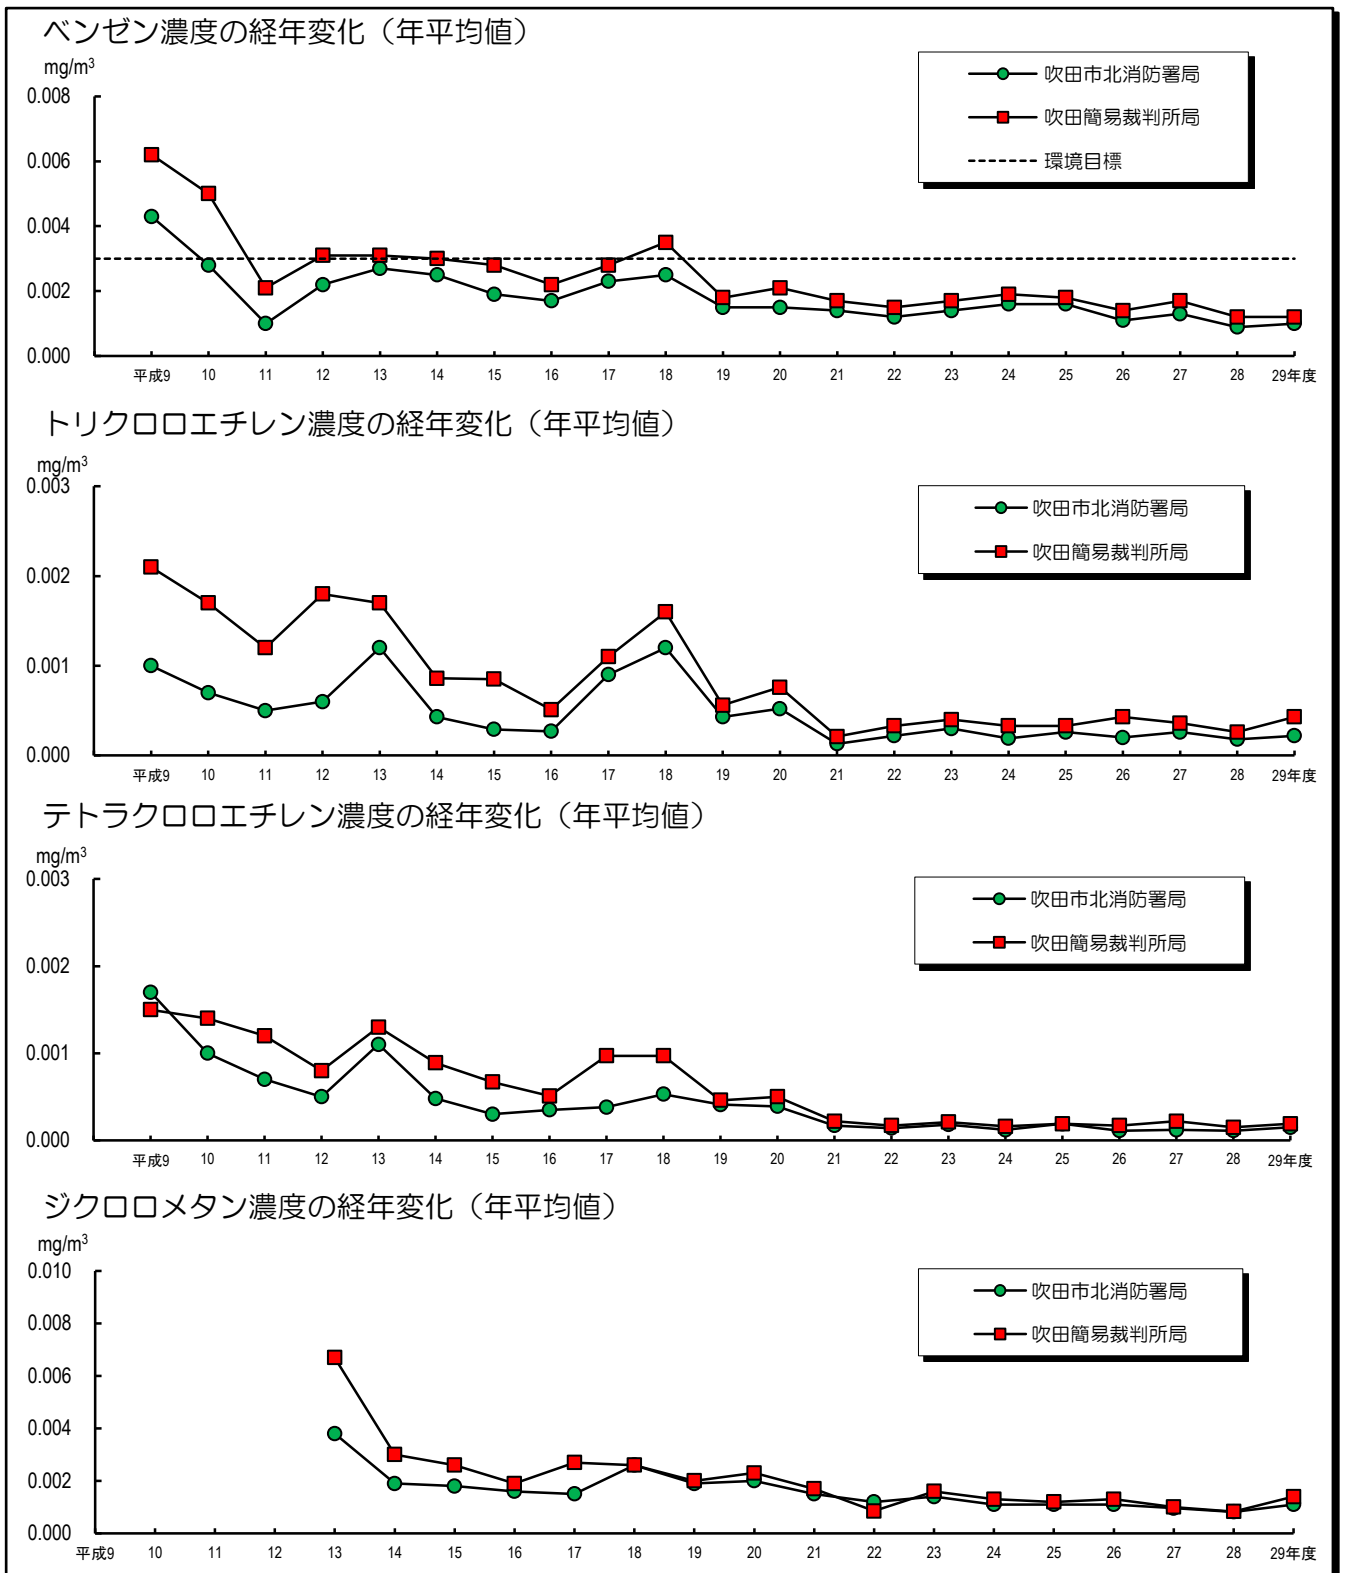 ベンゼン濃度の経年変化（年平均値）
mg/m³
吹田市北消防署局
吹田簡易裁判所局
環境目標
0.008
0.006
0.004
0.002
0.000
平成9 10 11 12 13 14 15 16 17 18 19 20 21 22 23 24 25 26 27 28 29年度
トリクロロエチレン濃度の経年変化（年平均値）
mg/m³
吹田市北消防署局
吹田簡易裁判所局
0.003
0.002
0.001
0.000
平成9 10 11 12 13 14 15 16 17 18 19 20 21 22 23 24 25 26 27 28 29年度
テトラクロロエチレン濃度の経年変化（年平均値）
mg/m³
吹田市北消防署局
吹田簡易裁判所局
0.003
0.002
0.001
0.000
平成9 10 11 12 13 14 15 16 17 18 19 20 21 22 23 24 25 26 27 28 29年度
ジクロロメタン濃度の経年変化（年平均値）
mg/m³
吹田市北消防署局
吹田簡易裁判所局
0.010
0.008
0.006
0.004
0.002
0.000
平成9 10 11 12 13 14 15 16 17 18 19 20 21 22 23 24 25 26 27 28 29年度